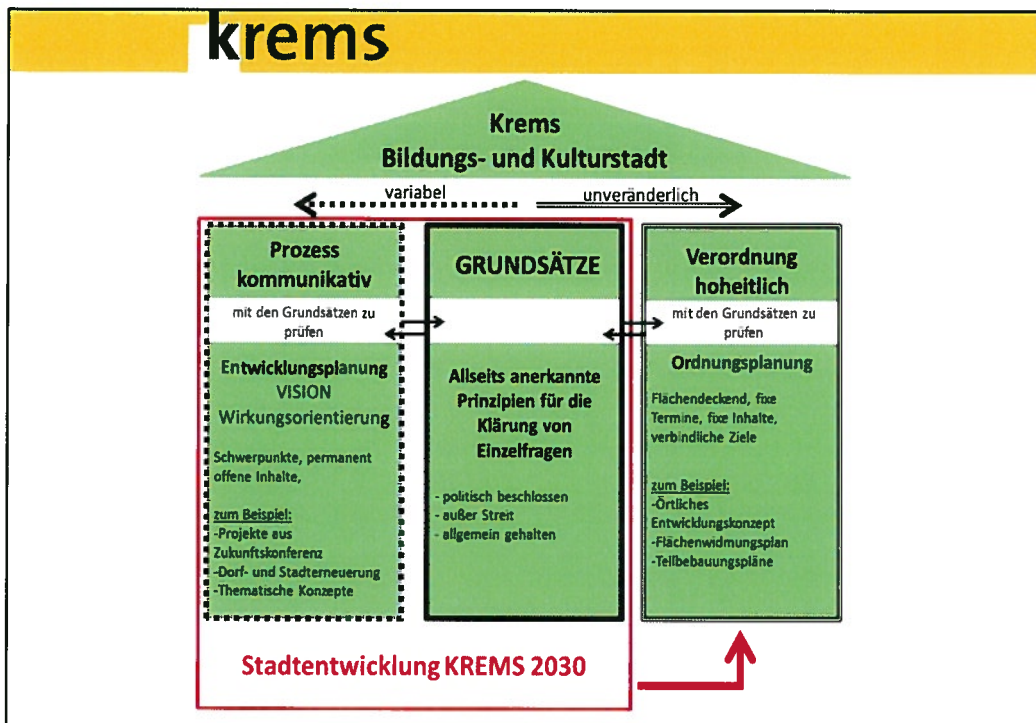 krems
Krems
Bildungs- und Kulturstadt
variabel
unveränderlich
Prozess
kommunikativ
mit den Grundsätzen zu
prüfen
Entwicklungsplanung
VISION
Wirkungsorientierung
Schwerpunkte, permanent
offene Inhalte,
zum Beispiel:
-Projekte aus
Zukunftskonferenz
-Dorf- und Stadterneuerung
-Thematische Konzepte
GRUNDSÄTZE
Allseits anerkannte
Prinzipien für die
Klärung von
Einzelfragen
- politisch beschlossen
- außer Streit
- allgemein gehalten
Verordnung
hoheitlich
mit den Grundsätzen zu
prüfen
Ordnungsplanung
Flächendeckend, fixe
Termine, fixe Inhalte,
verbindliche Ziele
zum Beispiel:
-Örtliches
Entwicklungskonzept
-Flächenwidmungsplan
-Teilbebauungspläne
Stadtentwicklung KREMS 2030